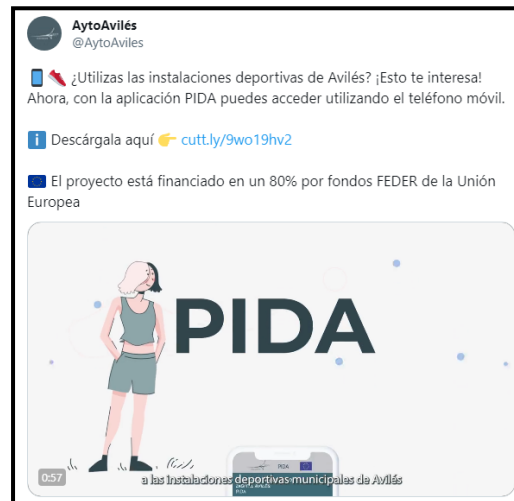 AytoAvilés
@AytoAviles
¿Utilizas las instalaciones deportivas de Avilés? ¡Esto te interesa!
Ahora, con la aplicación PIDA puedes acceder utilizando el teléfono móvil.
Descárgala aquí 👉 cutt.ly/9wo19hv2
El proyecto está financiado en un 80% por fondos FEDER de la Unión
Europea
PIDA
PIDA
0:57
a las instalaciones deportivas municipales de Avilés
PIDA